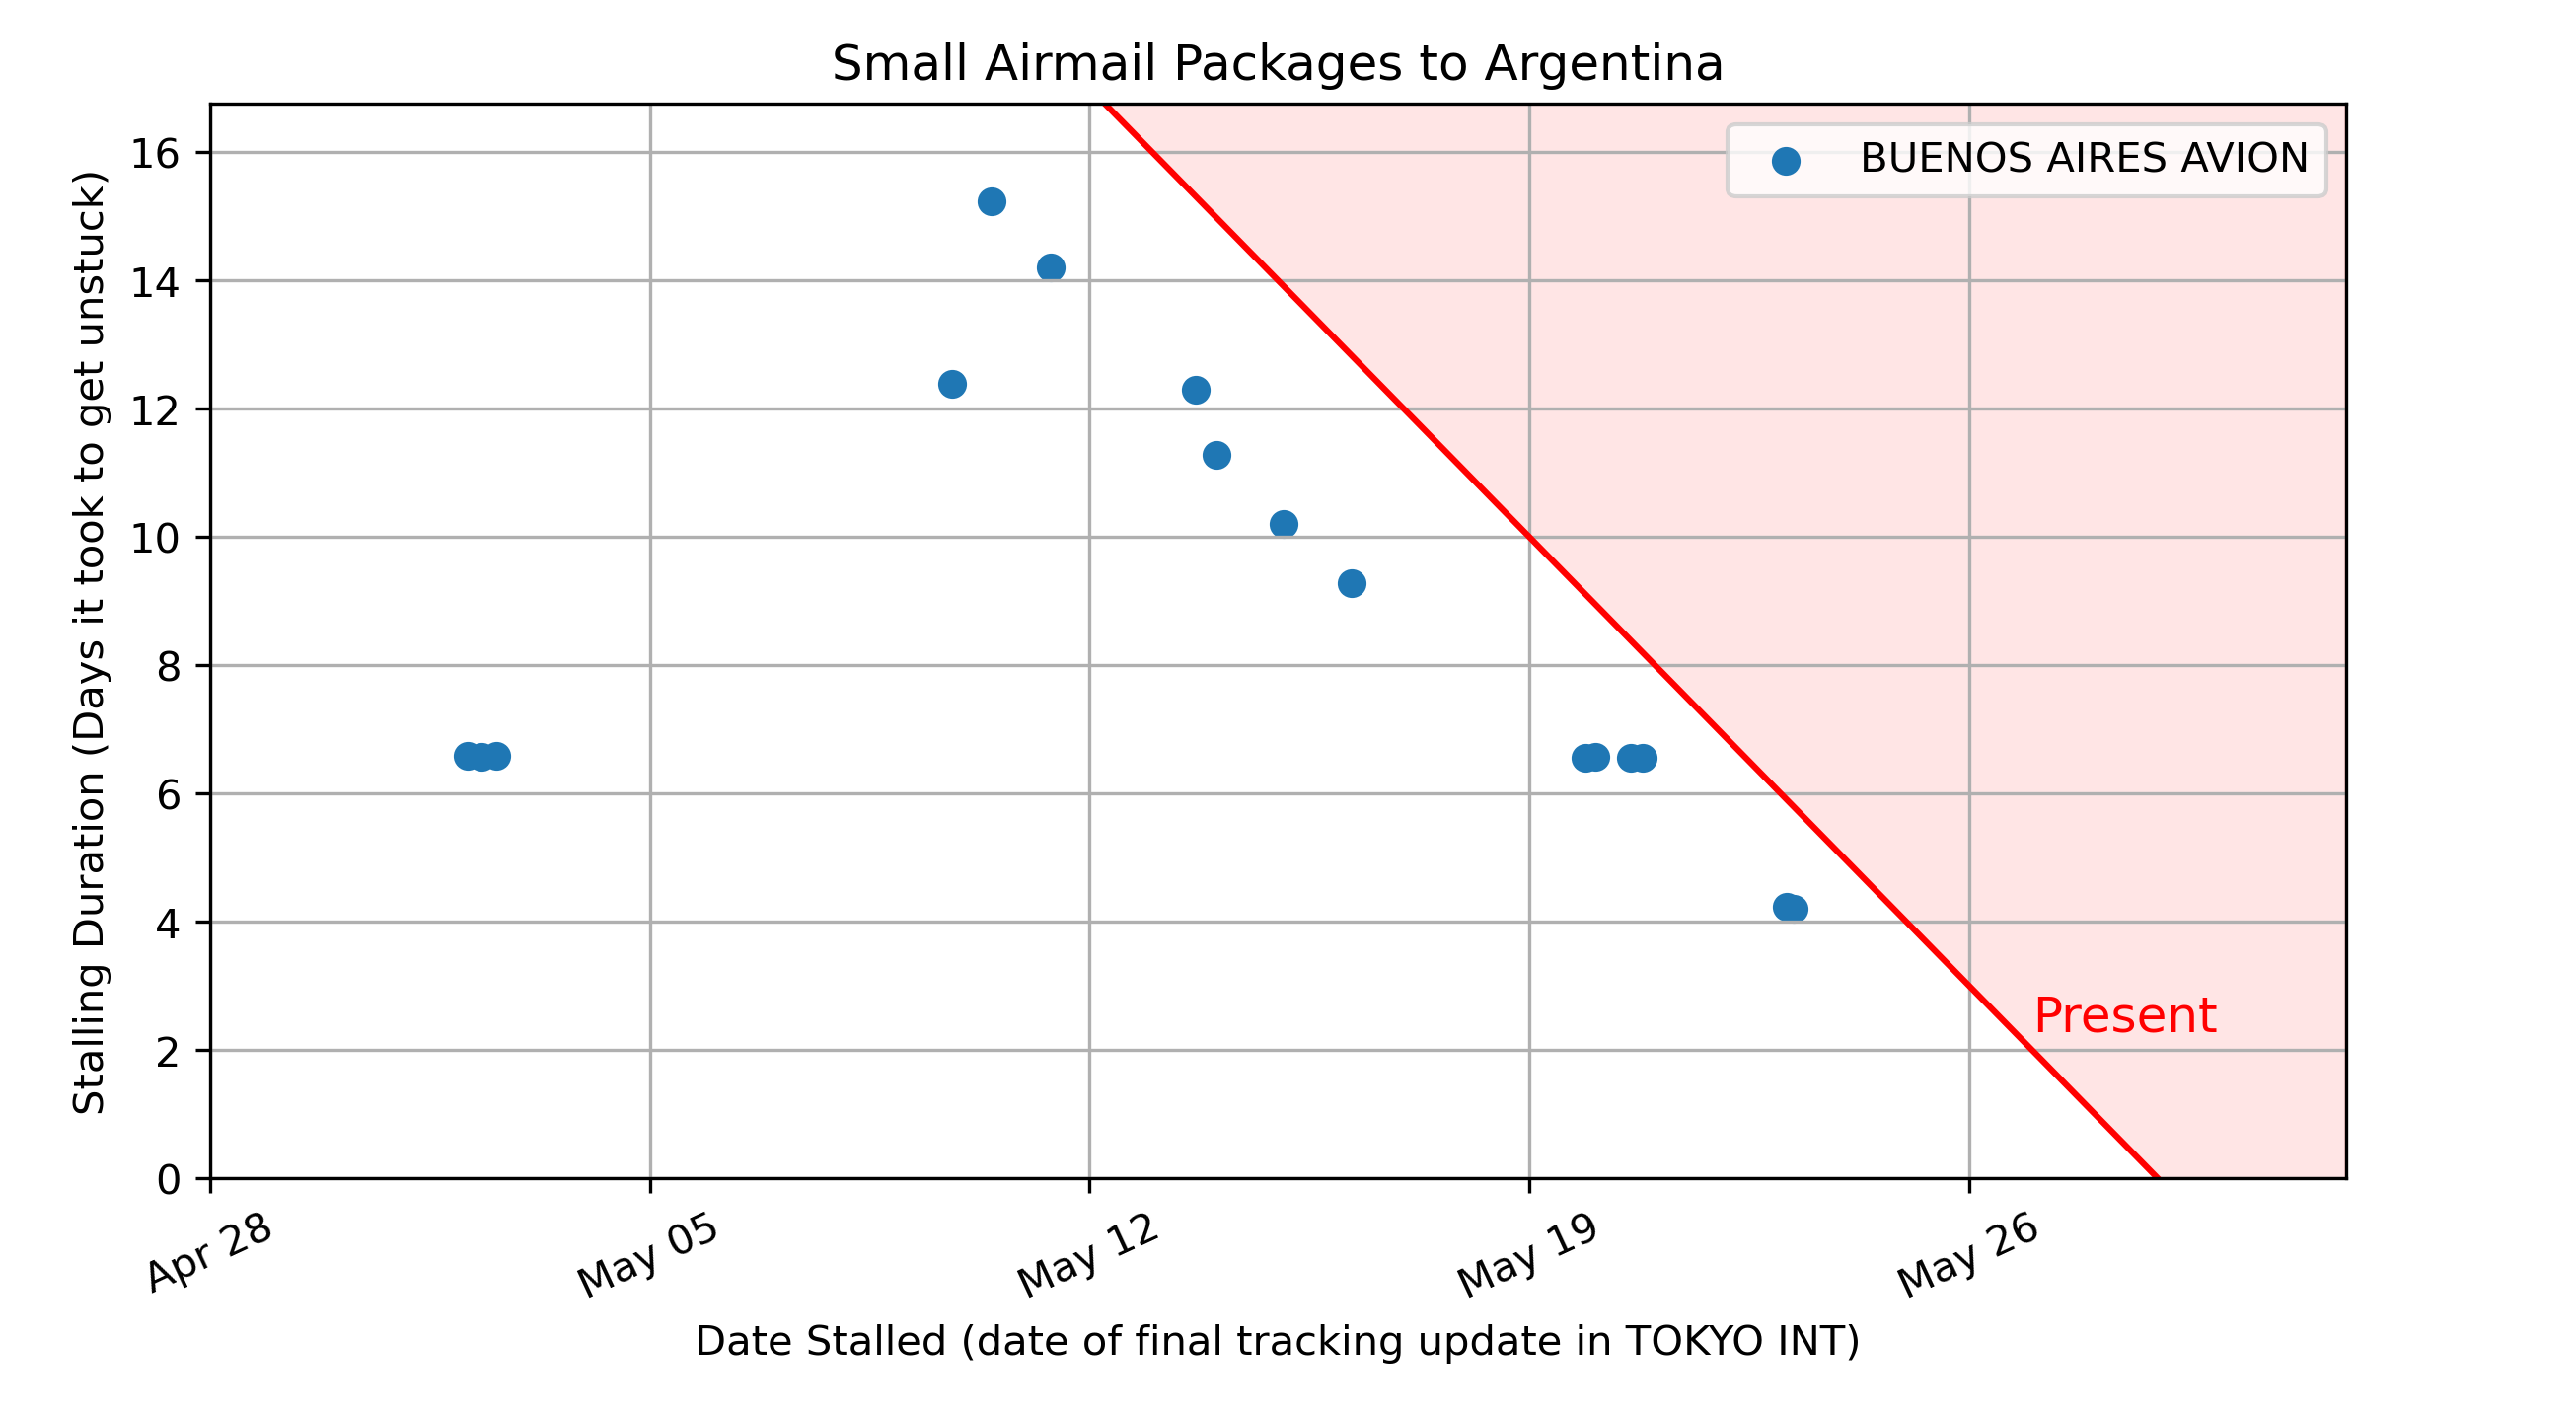 Small Airmail Packages to Argentina
BUENOS AIRES AVION
Stalling Duration (Days it took to get unstuck)
16
14
12
10
8
6
4
2
0
Present
Apr 28
May 05
May 12
May 19
May 26
Date Stalled (date of final tracking update in TOKYO INT)